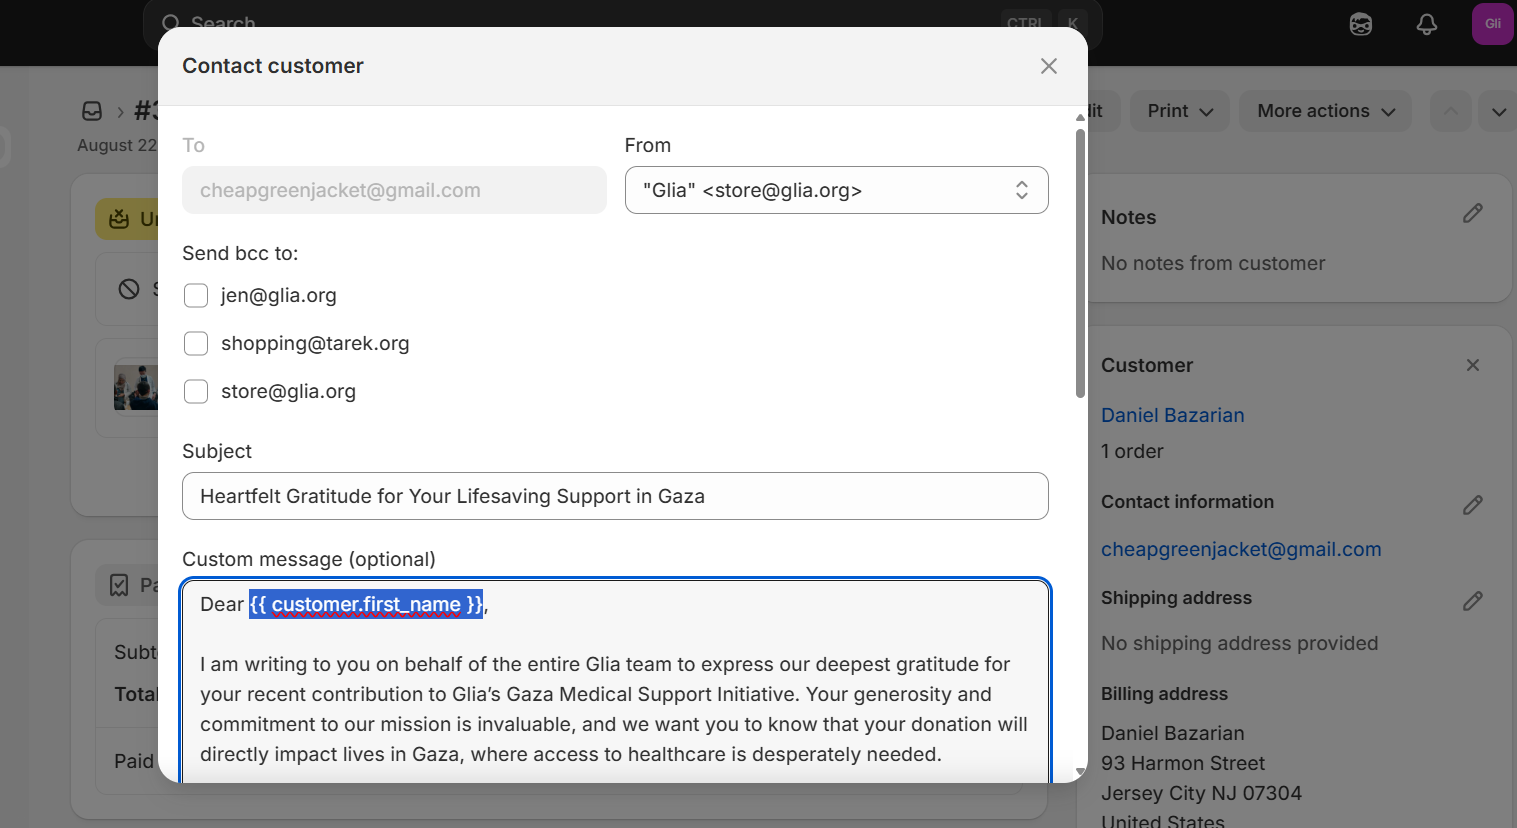 Search
CTRL K
Gli
Contact customer
#
Print
More actions
August 22
To
cheapgreenjacket@gmail.com
From
"Glia" <store@glia.org>
Send bcc to:
jen@glia.org
shopping@tarek.org
store@glia.org
Subject
Heartfelt Gratitude for Your Lifesaving Support in Gaza
Custom message (optional)
Dear {{ customer.first_name }},
I am writing to you on behalf of the entire Glia team to express our deepest gratitude for
your recent contribution to Glia’s Gaza Medical Support Initiative. Your generosity and
commitment to our mission is invaluable, and we want you to know that your donation will
directly impact lives in Gaza, where access to healthcare is desperately needed.
Total
Paid
Notes
No notes from customer
Customer
Daniel Bazarian
1 order
Contact information
cheapgreenjacket@gmail.com
Shipping address
No shipping address provided
Billing address
Daniel Bazarian
93 Harmon Street
Jersey City NJ 07304
United States